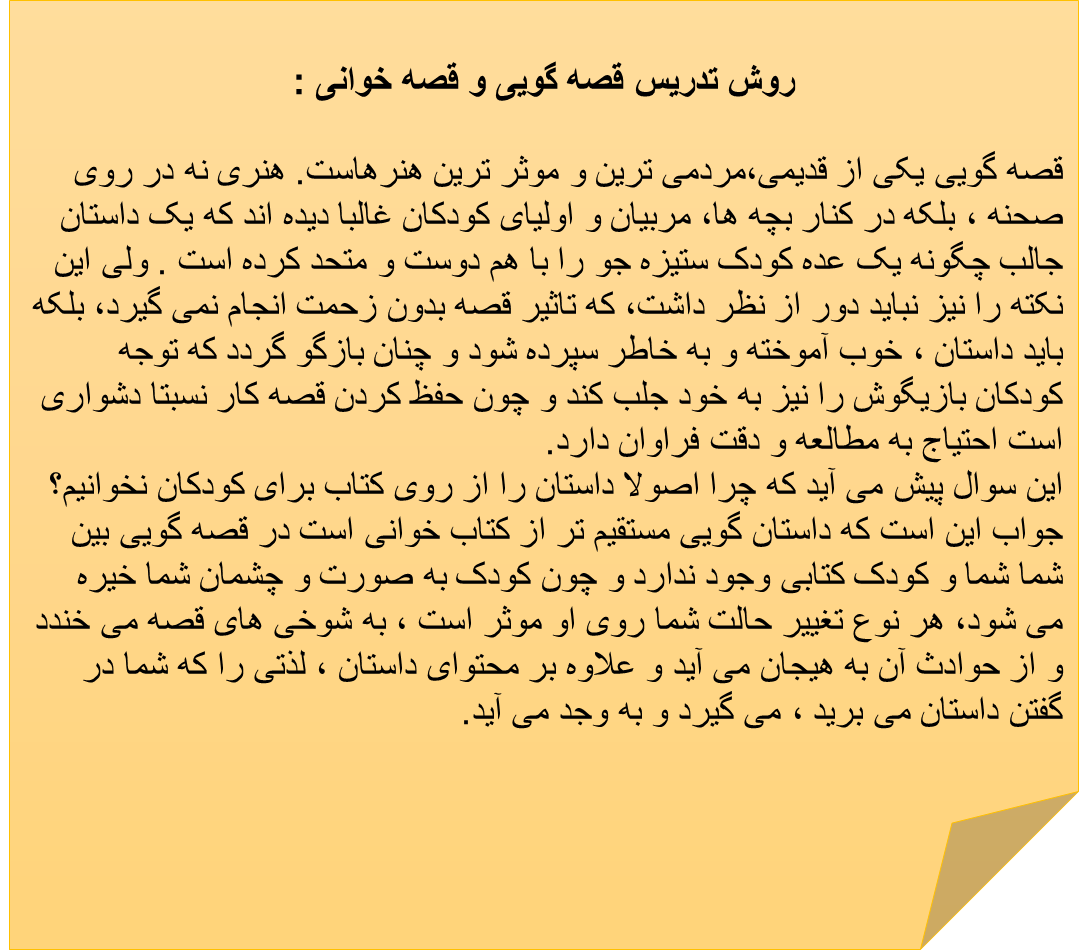 روش تدریس قصه گویی و قصه خوانی :
قصه گویی یکی از قدیمی،مردمی ترین و موثر ترین هنرهاست. هنری نه در روی
صحنه ، بلکه در کنار بچه ها، مربیان و اولیای کودکان غالبا دیده اند که یک داستان
جالب چگونه یک عده کودک ستیزه جو را با هم دوست و متحد کرده است . ولی این
نکته را نیز نباید دور از نظر داشت، که تاثیر قصه بدون زحمت انجام نمی گیرد، بلکه
باید داستان ، خوب آموخته و به خاطر سپرده شود و چنان بازگو گردد که توجه
کودکان بازیگوش را نیز به خود جلب کند و چون حفظ کردن قصه کار نسبتا دشواری
است احتیاج به مطالعه و دقت فراوان دارد.
این سوال پیش می آید که چرا اصولا داستان را از روی کتاب برای کودکان نخوانیم؟
جواب این است که داستان گویی مستقیم تر از کتاب خوانی است در قصه گویی بین
شما شما و کودک کتابی وجود ندارد و چون کودک به صورت و چشمان شما خیره
می شود، هر نوع تغییر حالت شما روی او موثر است ، به شوخی های قصه می خندد
و از حوادث آن به هیجان می آید و علاوه بر محتوای داستان ، لذتی را که شما در
گفتن داستان می برید ، می گیرد و به وجد می آید.